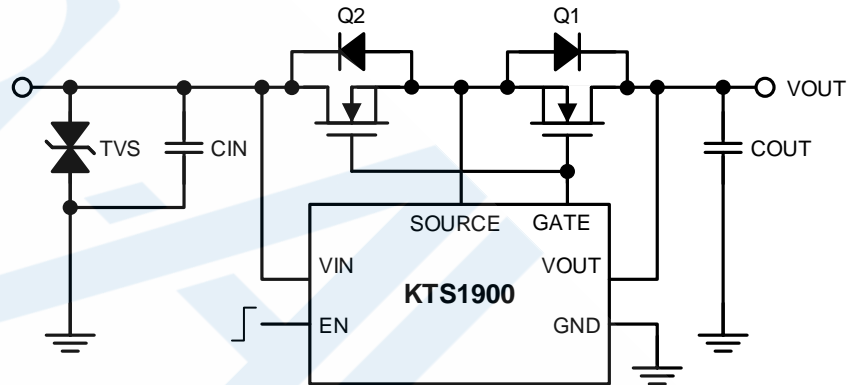 Q2
Q1
VOUT
TVS
CIN
COUT
SOURCE
GATE
VIN
VOUT
KTS1900
EN
GND